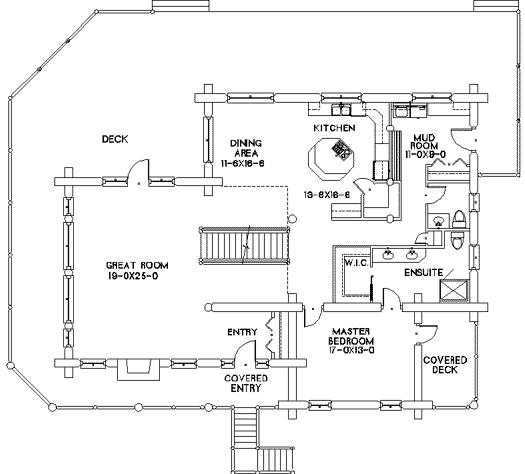 DECK
DINING
AREA
11-6X16-6
KITCHEN
13-6X16-6
MUD
ROOM
11-0X9-0
GREAT ROOM
19-0X25-0
W.I.C.
ENSUITE
ENTRY
MASTER
BEDROOM
17-0X13-0
COVERED
DECK
COVERED
ENTRY